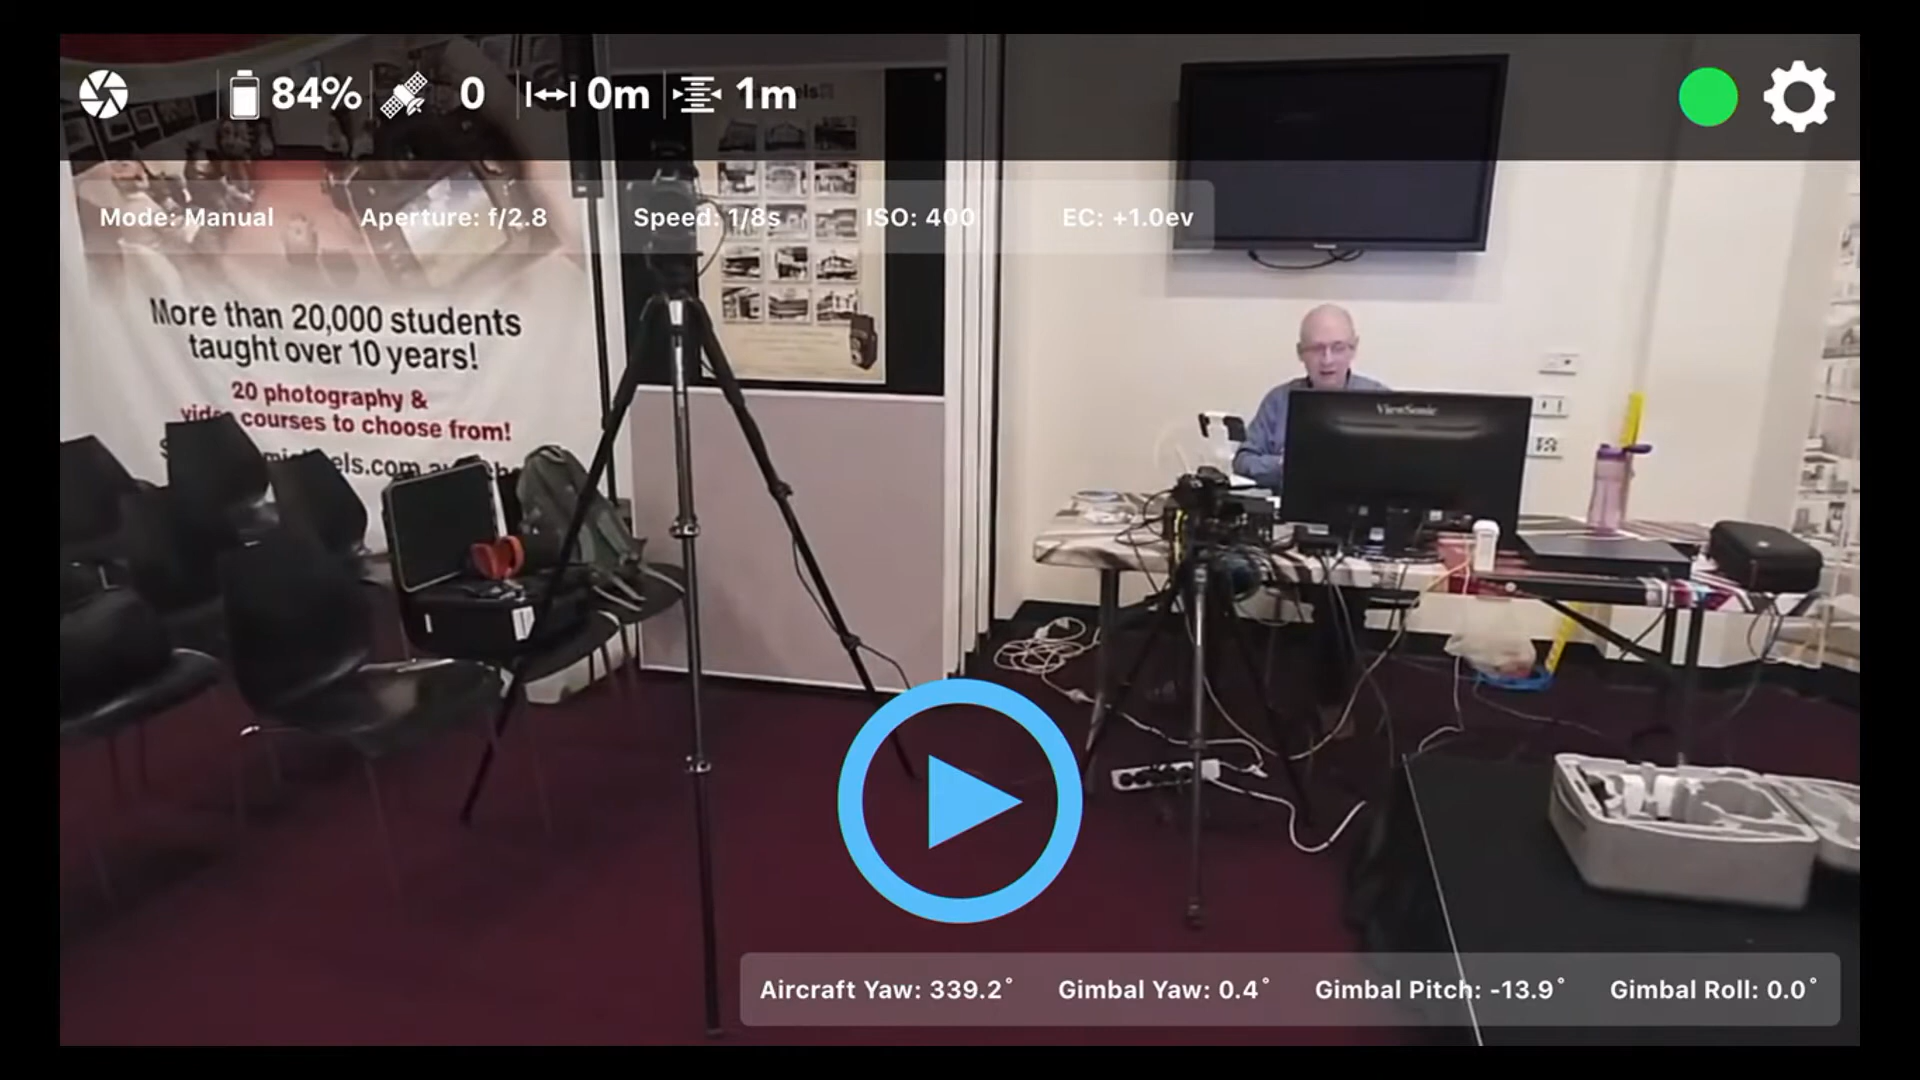 84% 0 0m 1m
Mode: Manual Aperture: f/2.8 Speed: 1/8s ISO: 400 EC: +1.0ev
More than 20,000 students
taught over 10 years!
20 photography &
video courses to choose from!
ViewSonic
Aircraft Yaw: 339.2° Gimbal Yaw: 0.4° Gimbal Pitch: -13.9° Gimbal Roll: 0.0°